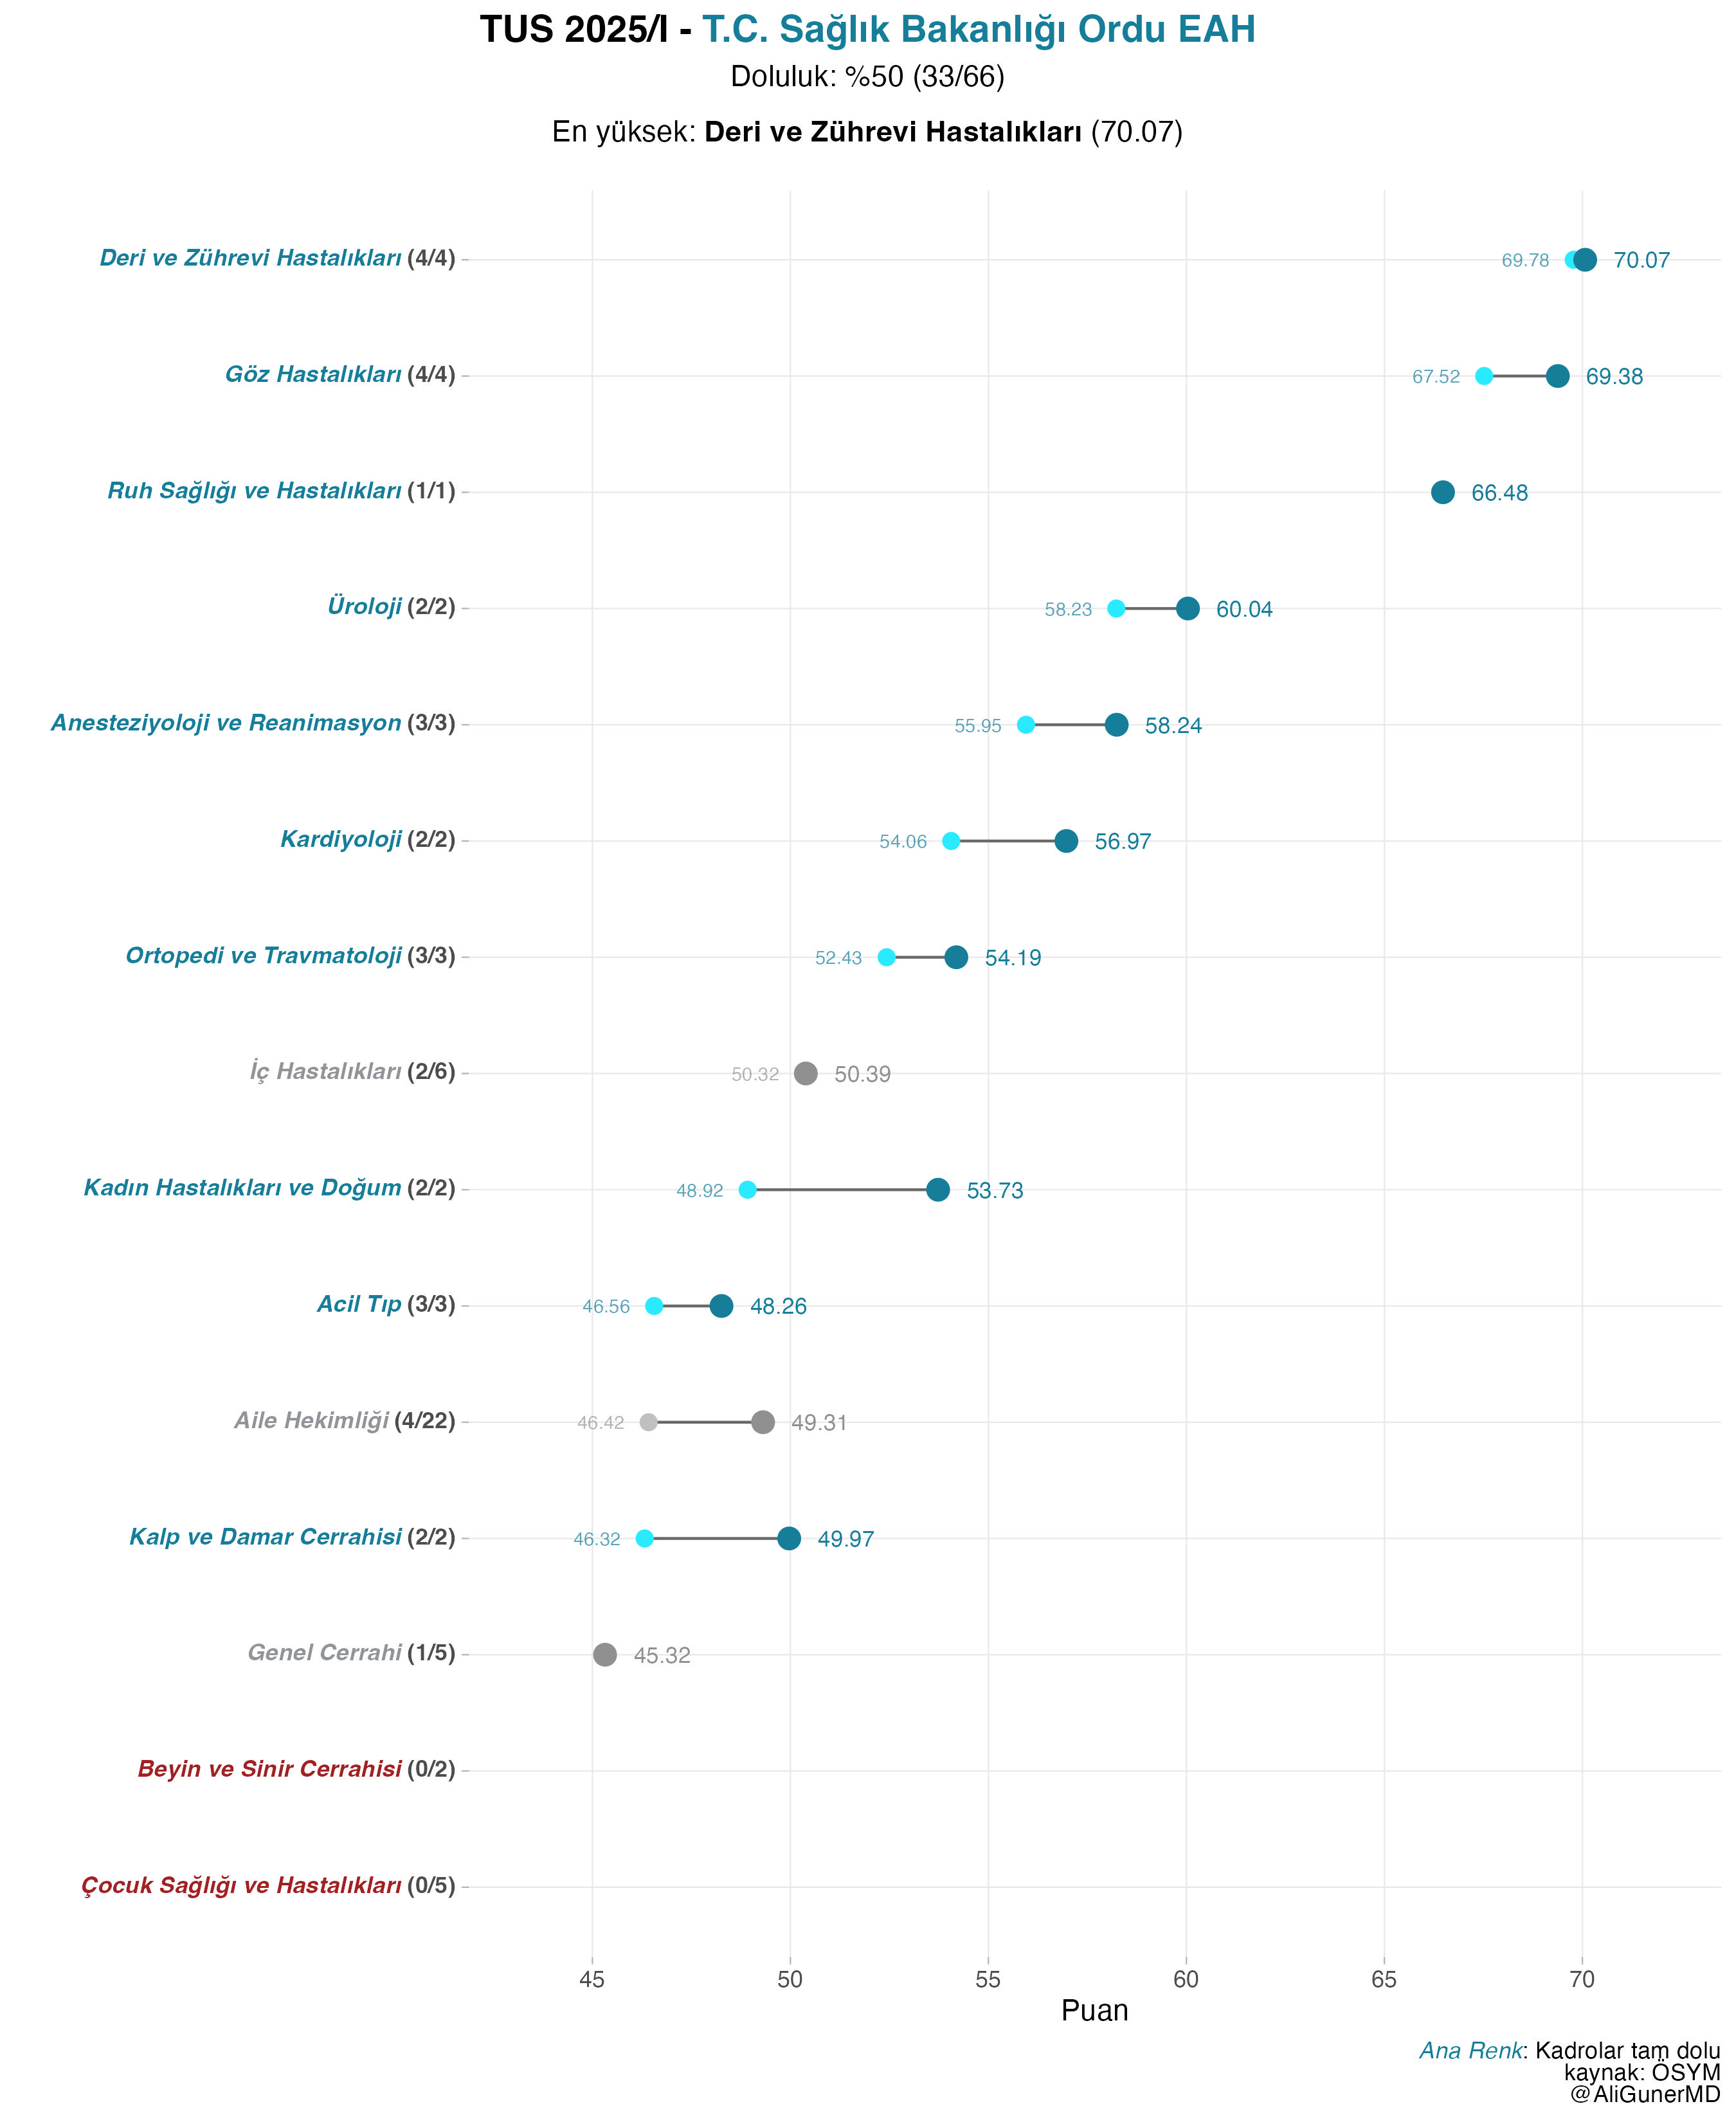 TUS 2025/I - T.C. Sağlık Bakanlığı Ordu EAH
Doluluk: %50 (33/66)
En yüksek: Deri ve Zührevi Hastalıkları (70.07)
Deri ve Zührevi Hastalıkları (4/4) 69.78 70.07
Göz Hastalıkları (4/4) 67.52 69.38
Ruh Sağlığı ve Hastalıkları (1/1) 66.48
Üroloji (2/2) 58.23 60.04
Anesteziyoloji ve Reanimasyon (3/3) 55.95 58.24
Kardiyoloji (2/2) 54.06 56.97
Ortopedi ve Travmatoloji (3/3) 52.43 54.19
İç Hastalıkları (2/6) 50.32 50.39
Kadın Hastalıkları ve Doğum (2/2) 48.92 53.73
Acil Tıp (3/3) 46.56 48.26
Aile Hekimliği (4/22) 46.42 49.31
Kalp ve Damar Cerrahisi (2/2) 46.32 49.97
Genel Cerrahi (1/5) 45.32
Beyin ve Sinir Cerrahisi (0/2)
Çocuk Sağlığı ve Hastalıkları (0/5)
45 50 55 60 65 70
Puan
Ana Renk: Kadrolar tam dolu
kaynak: ÖSYM
@AliGunerMD